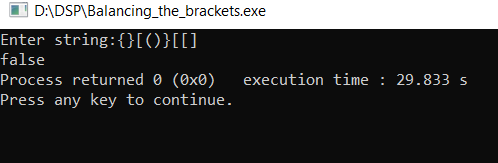 D:\DSP\Balancing_the_brackets.exe
Enter string:{}[()}[[]
false
Process returned 0 (0x0)   execution time : 29.833 s
Press any key to continue.